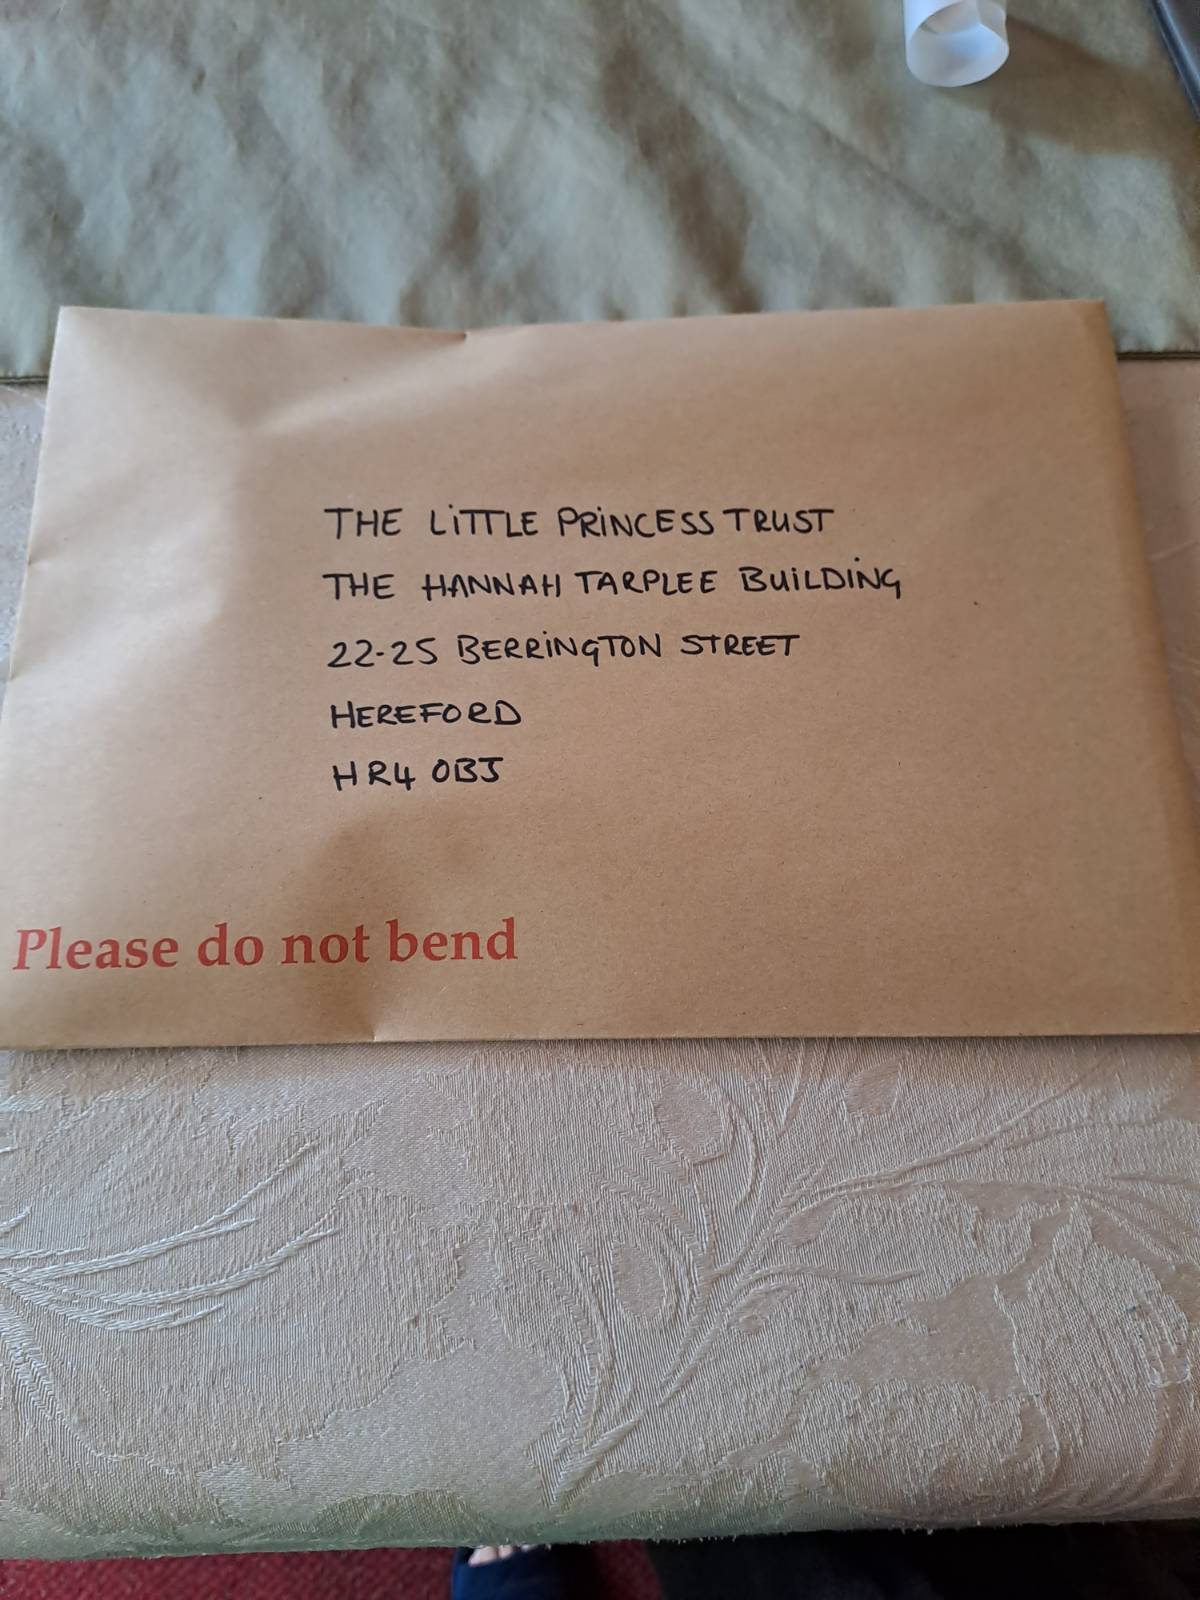 THE LiTTLE PRiNCESS TRUST
THE HANNAH TARPLEE BUiLDiNG
22-25 BERRiNGTON STREET
HEREFORD
HR4 0BJ
Please do not bend